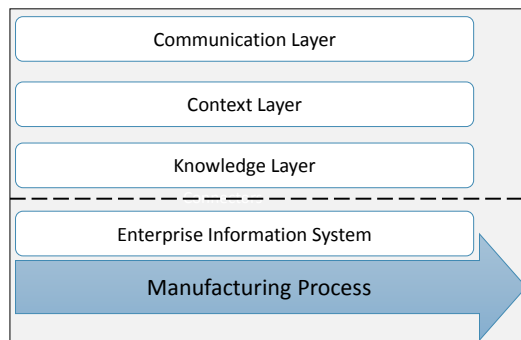 Communication Layer
Context Layer
Knowledge Layer
Enterprise Information System
Manufacturing Process